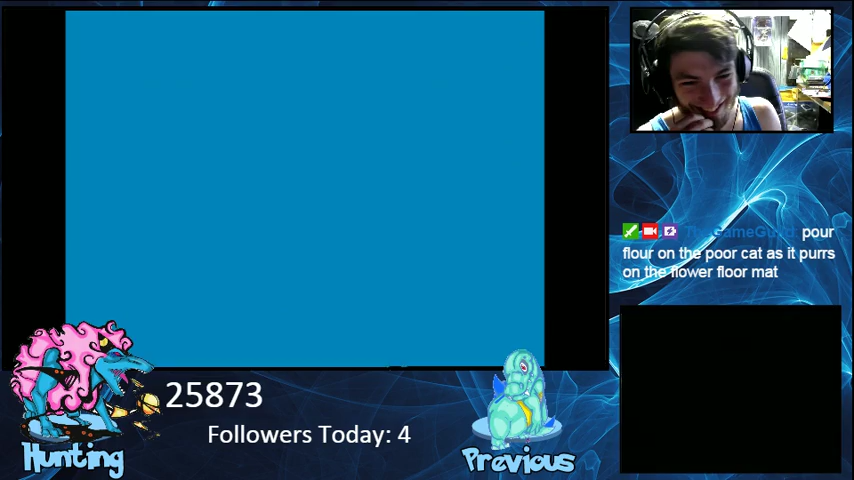 pour
flour on the poor cat as it purrs
on the flower floor mat
25873
Followers Today: 4
Hunting
Previous